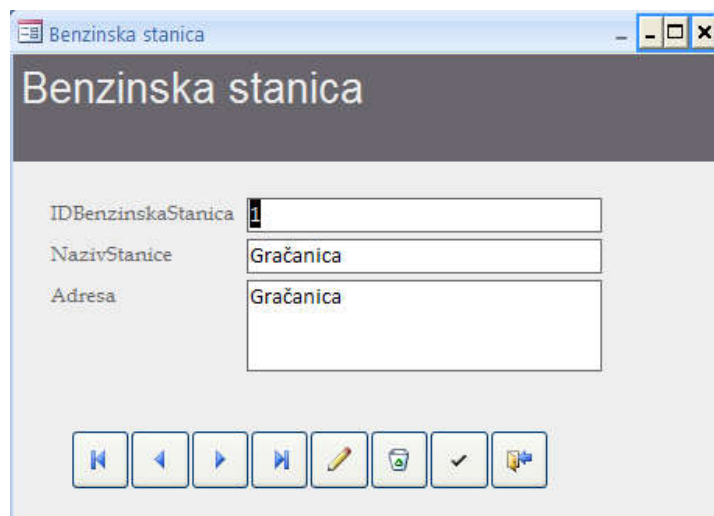 Benzinska stanica
Benzinska stanica
IDBenzinskaStanica 1
NazivStanice Gračanica
Adresa Gračanica